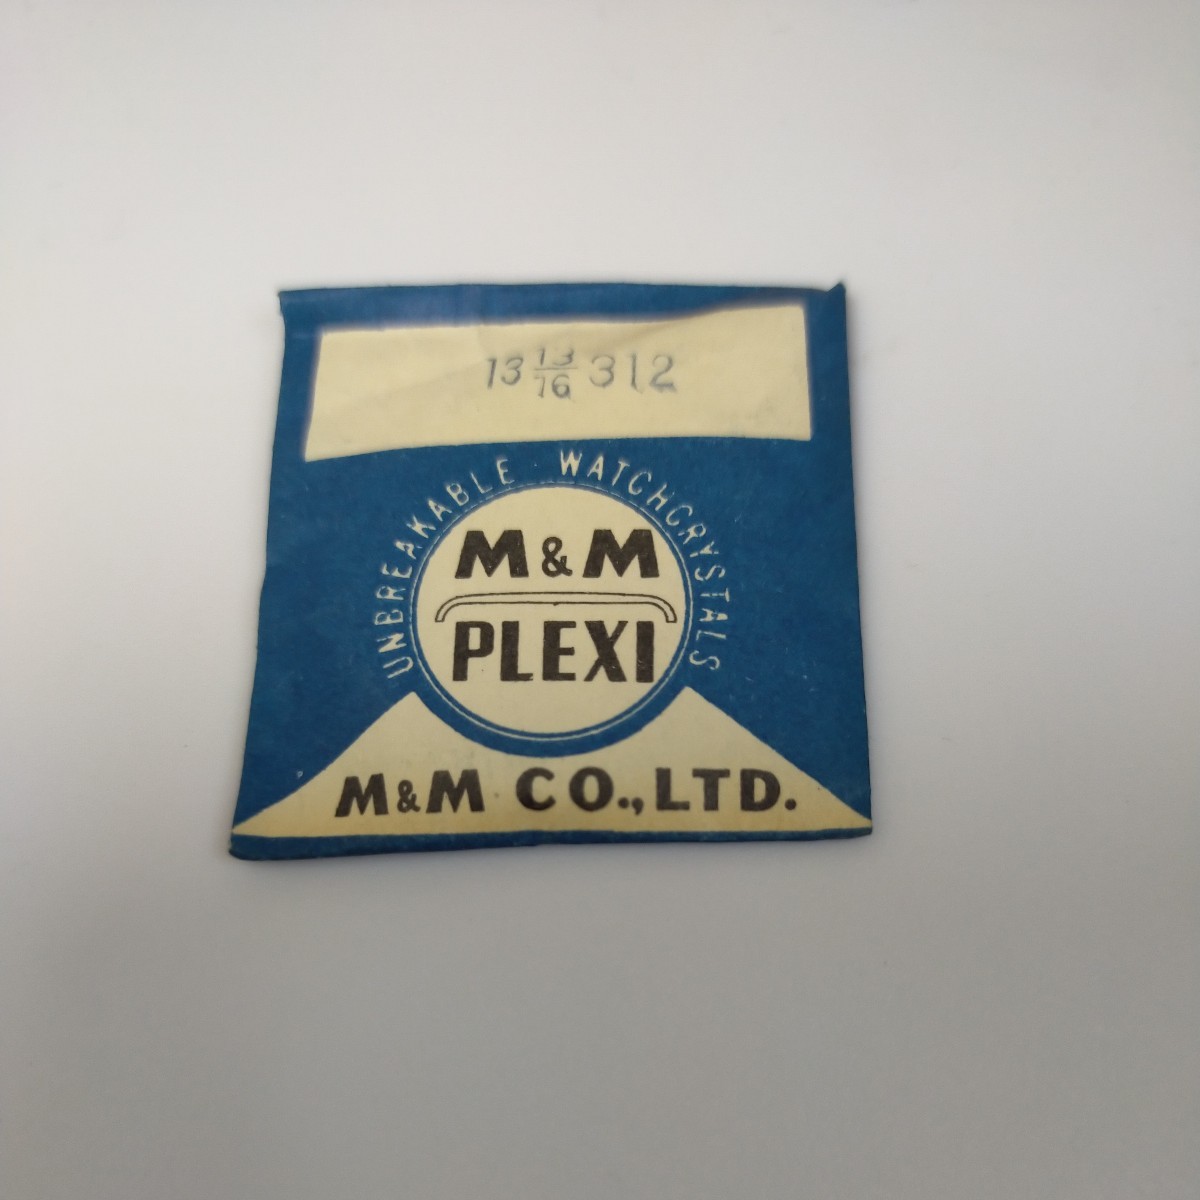 13 13/16 312
UNBREAKABLE WATCHCRYSTALS
M&M
PLEXI
M&M CO., LTD.